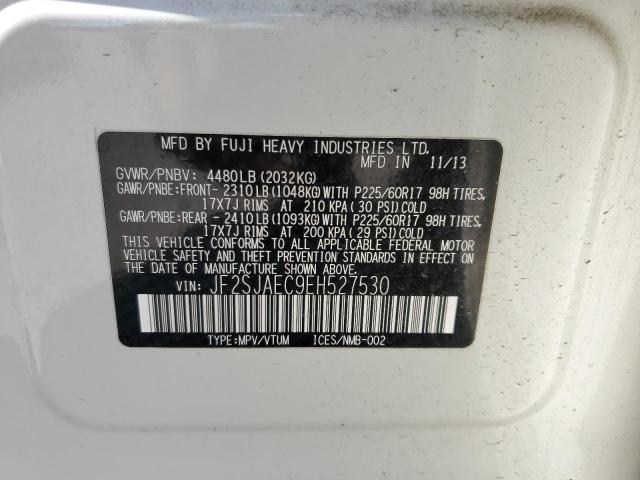 MFD BY FUJI HEAVY INDUSTRIES LTD.
MFD IN 11/13
GVWR/PNBV: 4480LB (2032KG)
GAWR/PNBE:FRONT- 2310LB (1048KG)WITH P225/60R17 98H TIRES,
17X7J RIMS AT 210 KPA( 30 PSI)COLD
GAWR/PNBE:REAR - 2410LB (1093KG)WITH P225/60R17 98H TIRES,
17X7J RIMS AT 200 KPA( 29 PSI)COLD
THIS VEHICLE CONFORMS TO ALL APPLICABLE FEDERAL MOTOR
VEHICLE SAFETY AND THEFT PREVENTION STANDARDS IN EFFECT
ON THE DATE OF MANUFACTURE SHOWN ABOVE.
VIN: JF2SJAEC9EH527530
TYPE:MPV/VTUM ICES/NMB-002